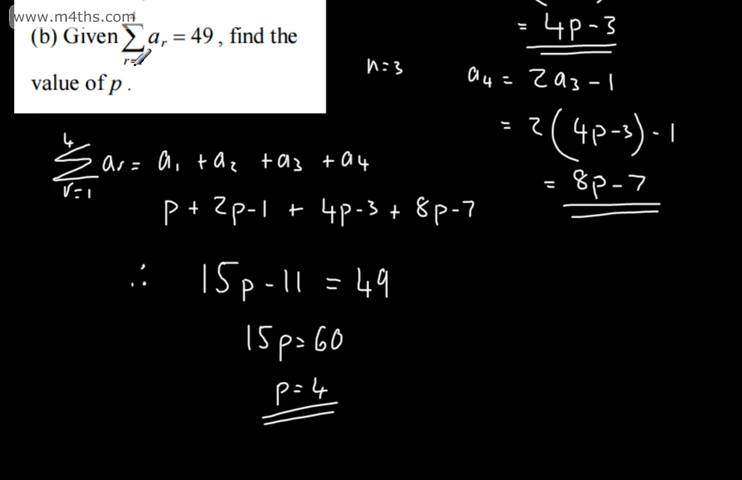 www.m4ths.com
(b) Given ∑ a_r = 49, find the
value of p.
= 4p-3
n=3
a₄ = 2a₃-1
= 2(4p-3)-1
= 8p-7
4
∑ aᵣ = a₁ + a₂ + a₃ + a₄
r=1
p + 2p-1 + 4p-3 + 8p-7
∴ 15p-11 = 49
15p=60
p=4